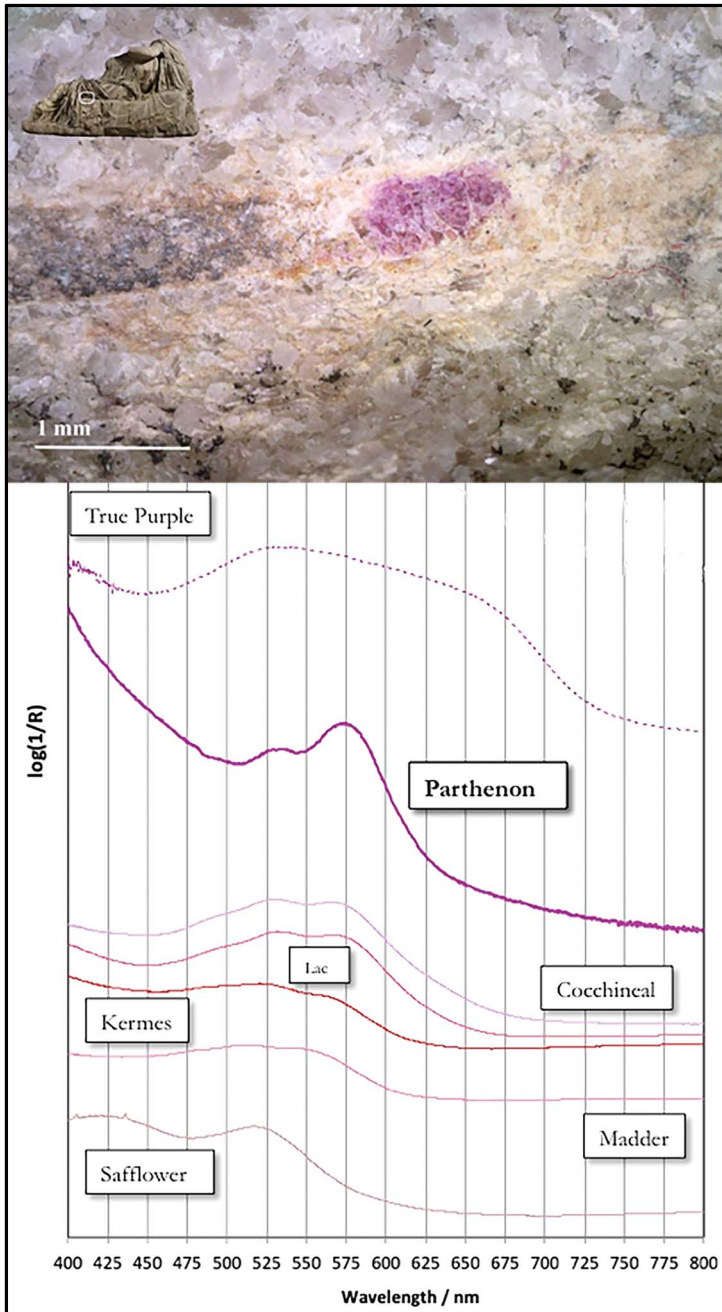 1 mm
True Purple
log(1/R)
Parthenon
Lac
Cocchineal
Kermes
Madder
Safflower
400 425 450 475 500 525 550 575 600 625 650 675 700 725 750 775 800
Wavelength / nm